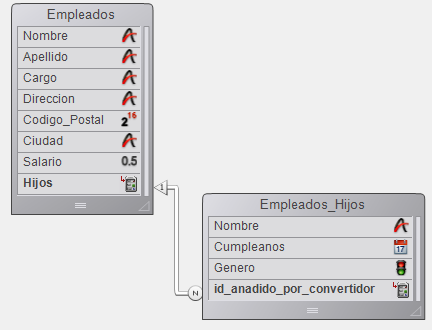 Empleados
Nombre
Apellido
Cargo
Direccion
Codigo_Postal 2 16
Ciudad
Salario 0.5
Hijos
1
N
Empleados_Hijos
Nombre
Cumpleanos 17
Genero
id_anadido_por_convertidor